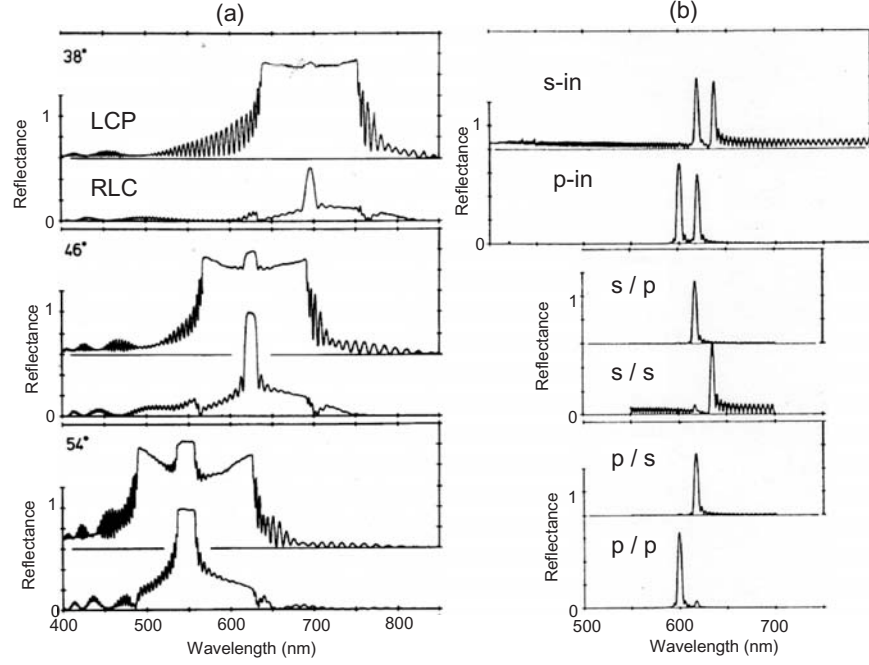 (a)
38°
LCP
1
Reflectance
RLC
0
46°
1
Reflectance
0
54°
1
Reflectance
0
400 500 600 700 800
Wavelength (nm)
(b)
s-in
1
Reflectance
p-in
0
s / p
1
Reflectance
s / s
0
p / s
1
Reflectance
p / p
0
500 600 700
Wavelength (nm)